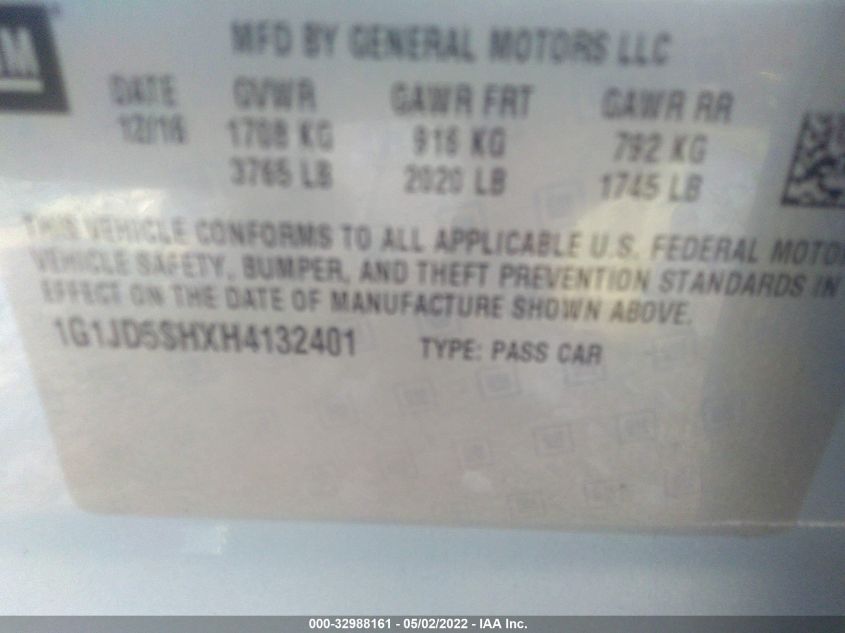 GM
MFD BY GENERAL MOTORS LLC
DATE GVWR GAWR FRT GAWR RR
12/16 1708 KG 916 KG 792 KG
3765 LB 2020 LB 1745 LB
THIS VEHICLE CONFORMS TO ALL APPLICABLE U.S. FEDERAL MOTOR
VEHICLE SAFETY, BUMPER, AND THEFT PREVENTION STANDARDS IN
EFFECT ON THE DATE OF MANUFACTURE SHOWN ABOVE.
1G1JD5SHXH4132401 TYPE: PASS CAR
000-32988161 - 05/02/2022 - IAA Inc.